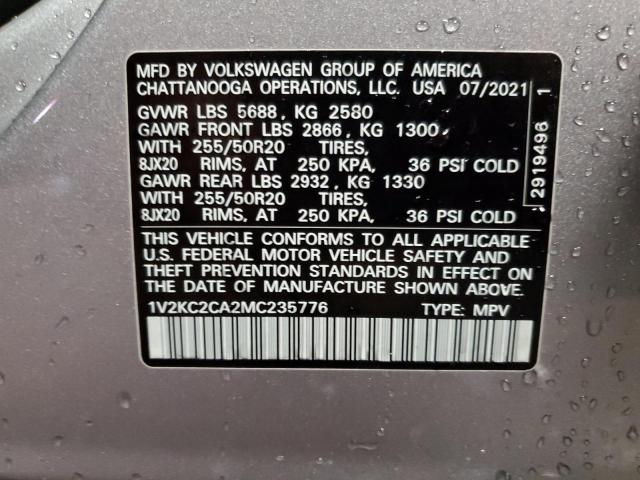 MFD BY VOLKSWAGEN GROUP OF AMERICA
CHATTANOOGA OPERATIONS, LLC. USA 07/2021
GVWR LBS 5688, KG 2580
GAWR FRONT LBS 2866, KG 1300
WITH 255/50R20 TIRES,
8JX20 RIMS, AT 250 KPA, 36 PSI COLD
GAWR REAR LBS 2932, KG 1330
WITH 255/50R20 TIRES,
8JX20 RIMS, AT 250 KPA, 36 PSI COLD
THIS VEHICLE CONFORMS TO ALL APPLICABLE
U.S. FEDERAL MOTOR VEHICLE SAFETY AND
THEFT PREVENTION STANDARDS IN EFFECT ON
THE DATE OF MANUFACTURE SHOWN ABOVE.
1V2KC2CA2MC235776 TYPE: MPV
2919496 1